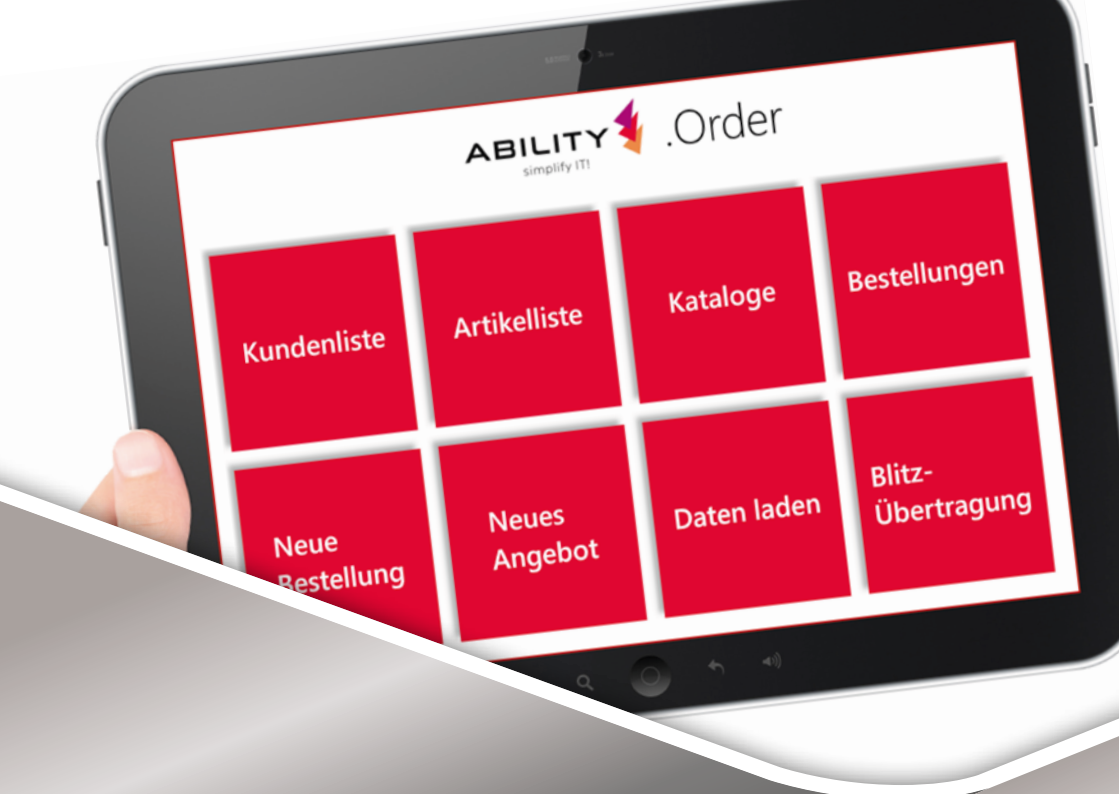 ABILITY .Order
simplify IT!
Kundenliste
Artikelliste
Kataloge
Bestellungen
Neue
Bestellung
Neues
Angebot
Daten laden
Blitz-
Übertragung